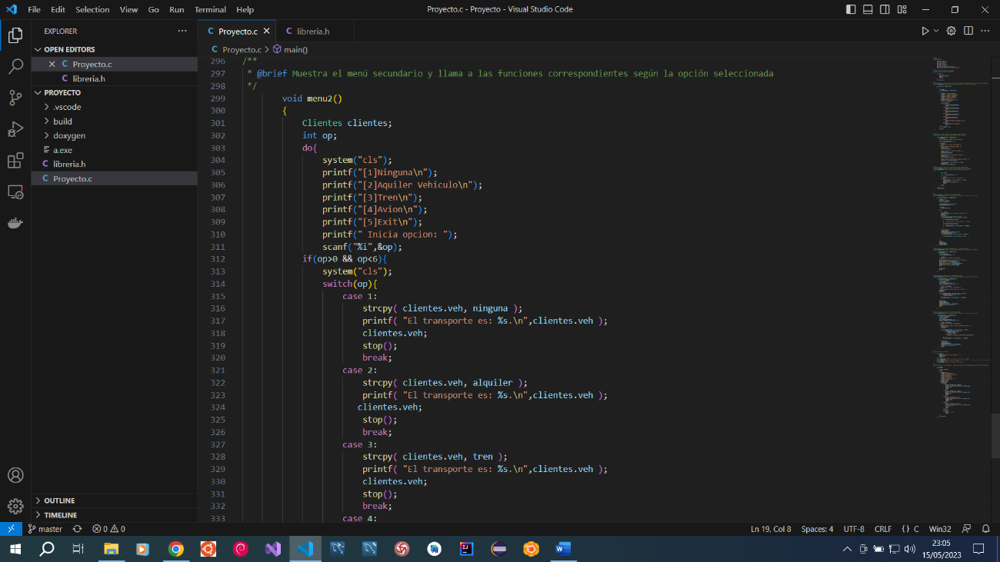 File Edit Selection View Go Run Terminal Help
Proyecto.c - Proyecto - Visual Studio Code
EXPLORER
OPEN EDITORS
Proyecto.c
libreria.h
PROYECTO
.vscode
build
doxygen
a.exe
libreria.h
Proyecto.c
OUTLINE
TIMELINE
Proyecto.c libreria.h
Proyecto.c > main()
296 /**
297 * @brief Muestra el menú secundario y llama a las funciones correspondientes según la opción seleccionada
298 */
299 void menu2()
300 {
301 Clientes clientes;
302 int op;
303 do{
304 system("cls");
305 printf("[1]Ninguna\n");
306 printf("[2]Aquiler Vehiculo\n");
307 printf("[3]Tren\n");
308 printf("[4]Avion\n");
309 printf("[5]Exit\n");
310 printf(" Inicia opcion: ");
311 scanf("%i",&op);
312 if(op>0 && op<6){
313 system("cls");
314 switch(op){
315 case 1:
316 strcpy( clientes.veh, ninguna );
317 printf( "El transporte es: %s.\n",clientes.veh );
318 clientes.veh;
319 stop();
320 break;
321 case 2:
322 strcpy( clientes.veh, alquiler );
323 printf( "El transporte es: %s.\n",clientes.veh );
324 clientes.veh;
325 stop();
326 break;
327 case 3:
328 strcpy( clientes.veh, tren );
329 printf( "El transporte es: %s.\n",clientes.veh );
330 clientes.veh;
331 stop();
332 break;
333 case 4:
master 0 0
Ln 19, Col 8 Spaces: 4 UTF-8 CRLF {} C Win32
23:05
15/05/2023